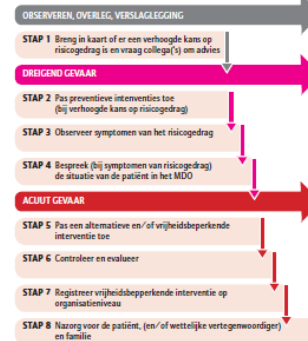 OBSERVEREN, OVERLEG, VERSLAGLEGGING
STAP 1 Breng in kaart of er een verhoogde kans op
risicogedrag is en vraag collega('s) om advies
DREIGEND GEVAAR
STAP 2 Pas preventieve interventies toe
(bij verhoogde kans op risicogedrag)
STAP 3 Observeer symptomen van het risicogedrag
STAP 4 Bespreek (bij symptomen van risicogedrag)
de situatie van de patiënt in het MDO
ACUUT GEVAAR
STAP 5 Pas een alternatieve en/of vrijheidsbeperkende
interventie toe
STAP 6 Controleer en evalueer
STAP 7 Registreer vrijheidsbepperkende interventie op
organisatieniveau
STAP 8 Nazorg voor de patiënt, (en/of wettelijke vertegenwoordiger)
en familie